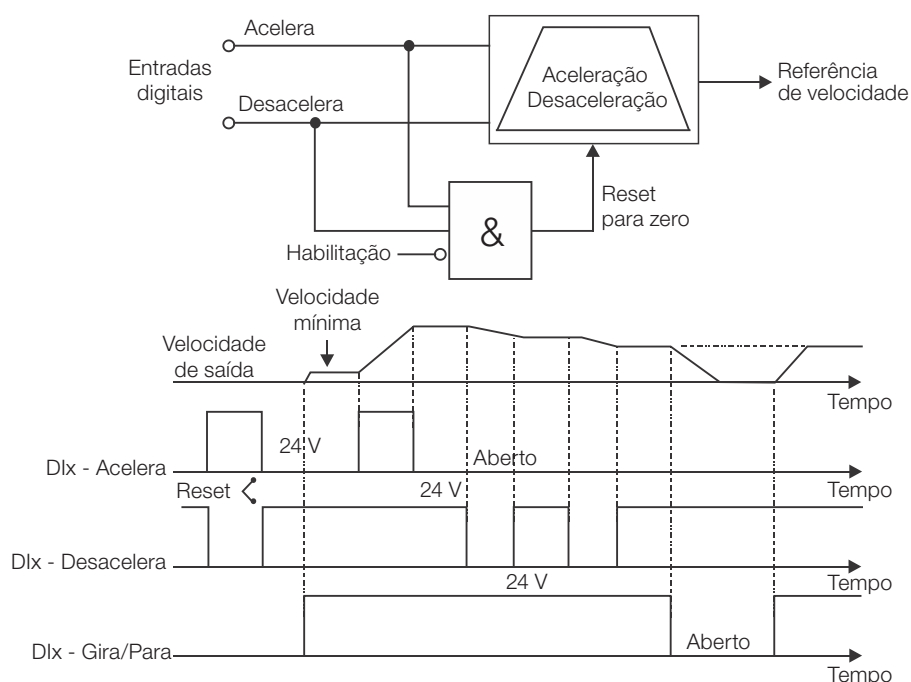 Acelera
Entradas
digitais
Desacelera
Aceleração
Desaceleração
Referência
de velocidade
Reset
para zero
&
Habilitação
Velocidade
mínima
Velocidade
de saída
Tempo
24 V
Aberto
DIx - Acelera
Tempo
Reset
24 V
DIx - Desacelera
Tempo
24 V
Aberto
DIx - Gira/Para
Tempo